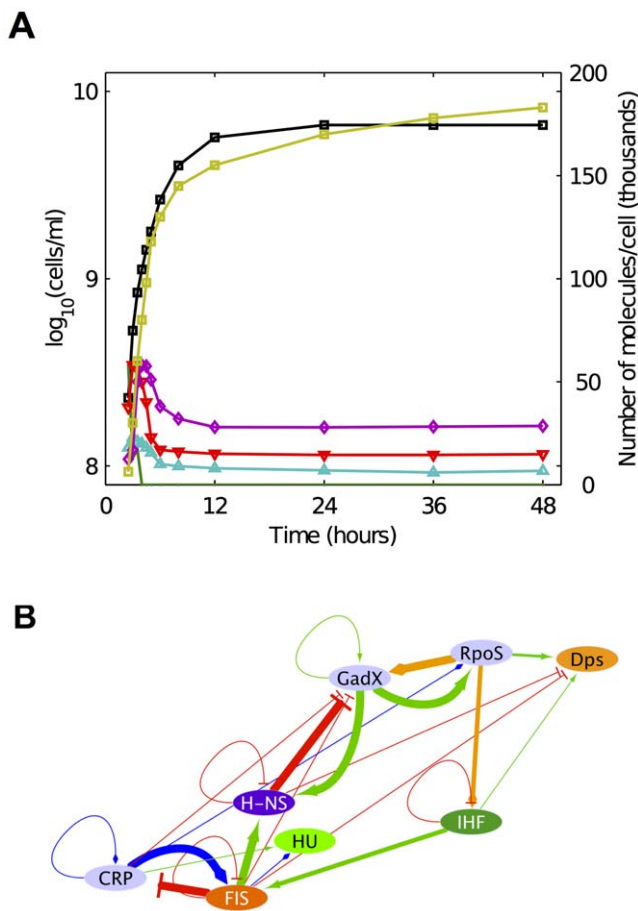 A
10
9
8
log10(cells/ml)
200
150
100
50
0
Number of molecules/cell (thousands)
0
12
24
36
48
Time (hours)
B
RpoS
Dps
GadX
H-NS
IHF
HU
CRP
FIS